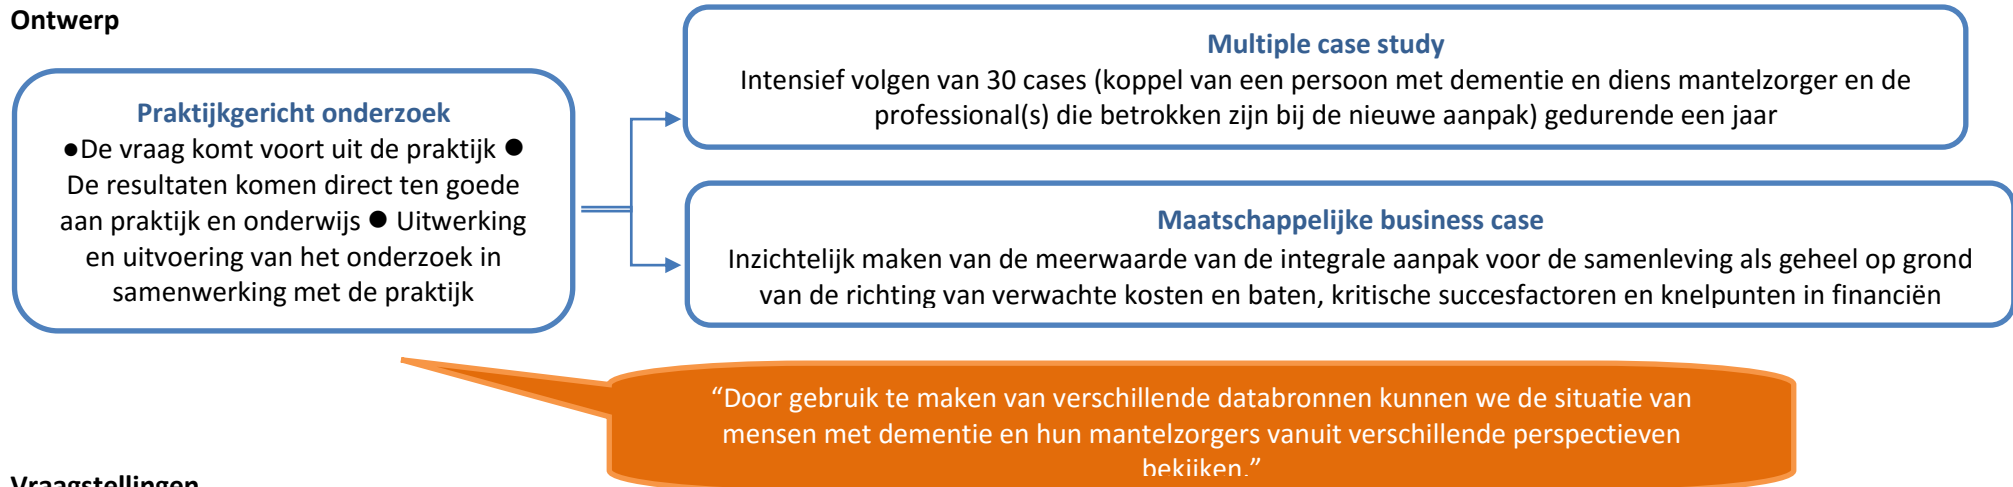 Ontwerp
Praktijkgericht onderzoek
●De vraag komt voort uit de praktijk ●
De resultaten komen direct ten goede
aan praktijk en onderwijs ● Uitwerking
en uitvoering van het onderzoek in
samenwerking met de praktijk
Multiple case study
Intensief volgen van 30 cases (koppel van een persoon met dementie en diens mantelzorger en de
professional(s) die betrokken zijn bij de nieuwe aanpak) gedurende een jaar
Maatschappelijke business case
Inzichtelijk maken van de meerwaarde van de integrale aanpak voor de samenleving als geheel op grond
van de richting van verwachte kosten en baten, kritische succesfactoren en knelpunten in financiën
“Door gebruik te maken van verschillende databronnen kunnen we de situatie van
mensen met dementie en hun mantelzorgers vanuit verschillende perspectieven
bekijken.”
Vraagstellingen